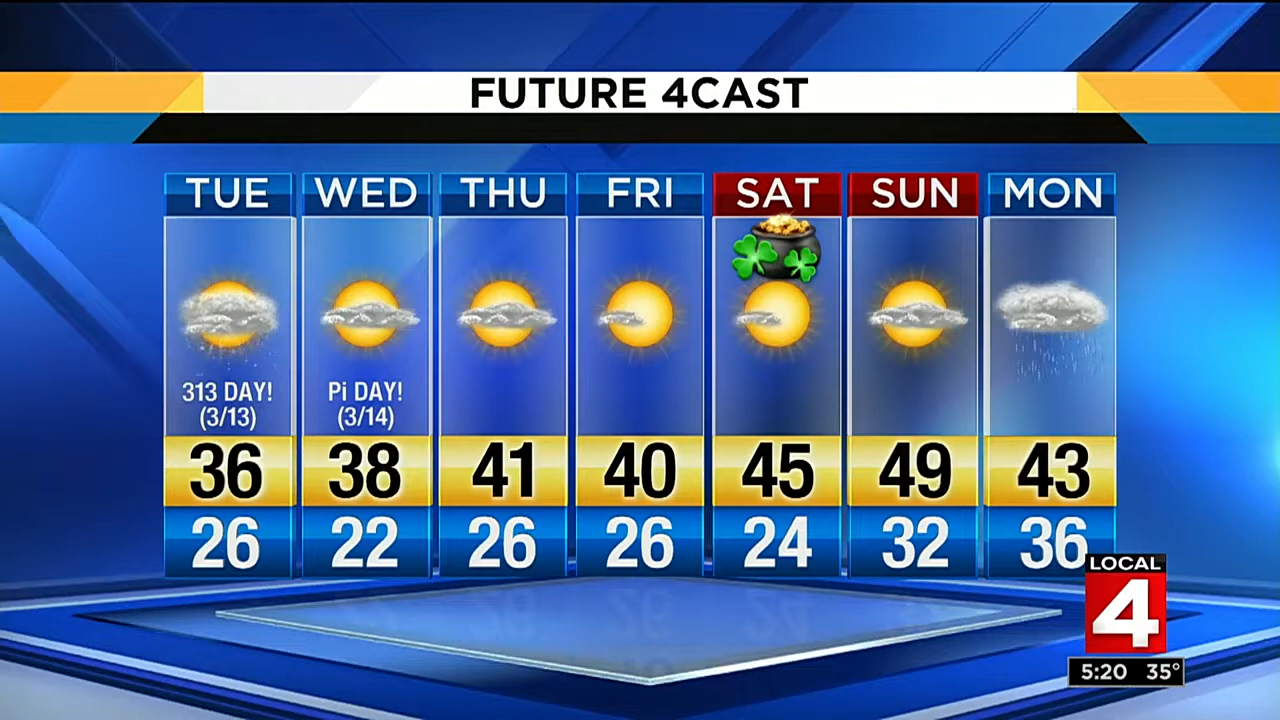 FUTURE 4CAST
TUE WED THU FRI SAT SUN MON
313 DAY! Pi DAY!
(3/13) (3/14)
36 38 41 40 45 49 43
26 22 26 26 24 32 36
LOCAL
4
5:20 35°